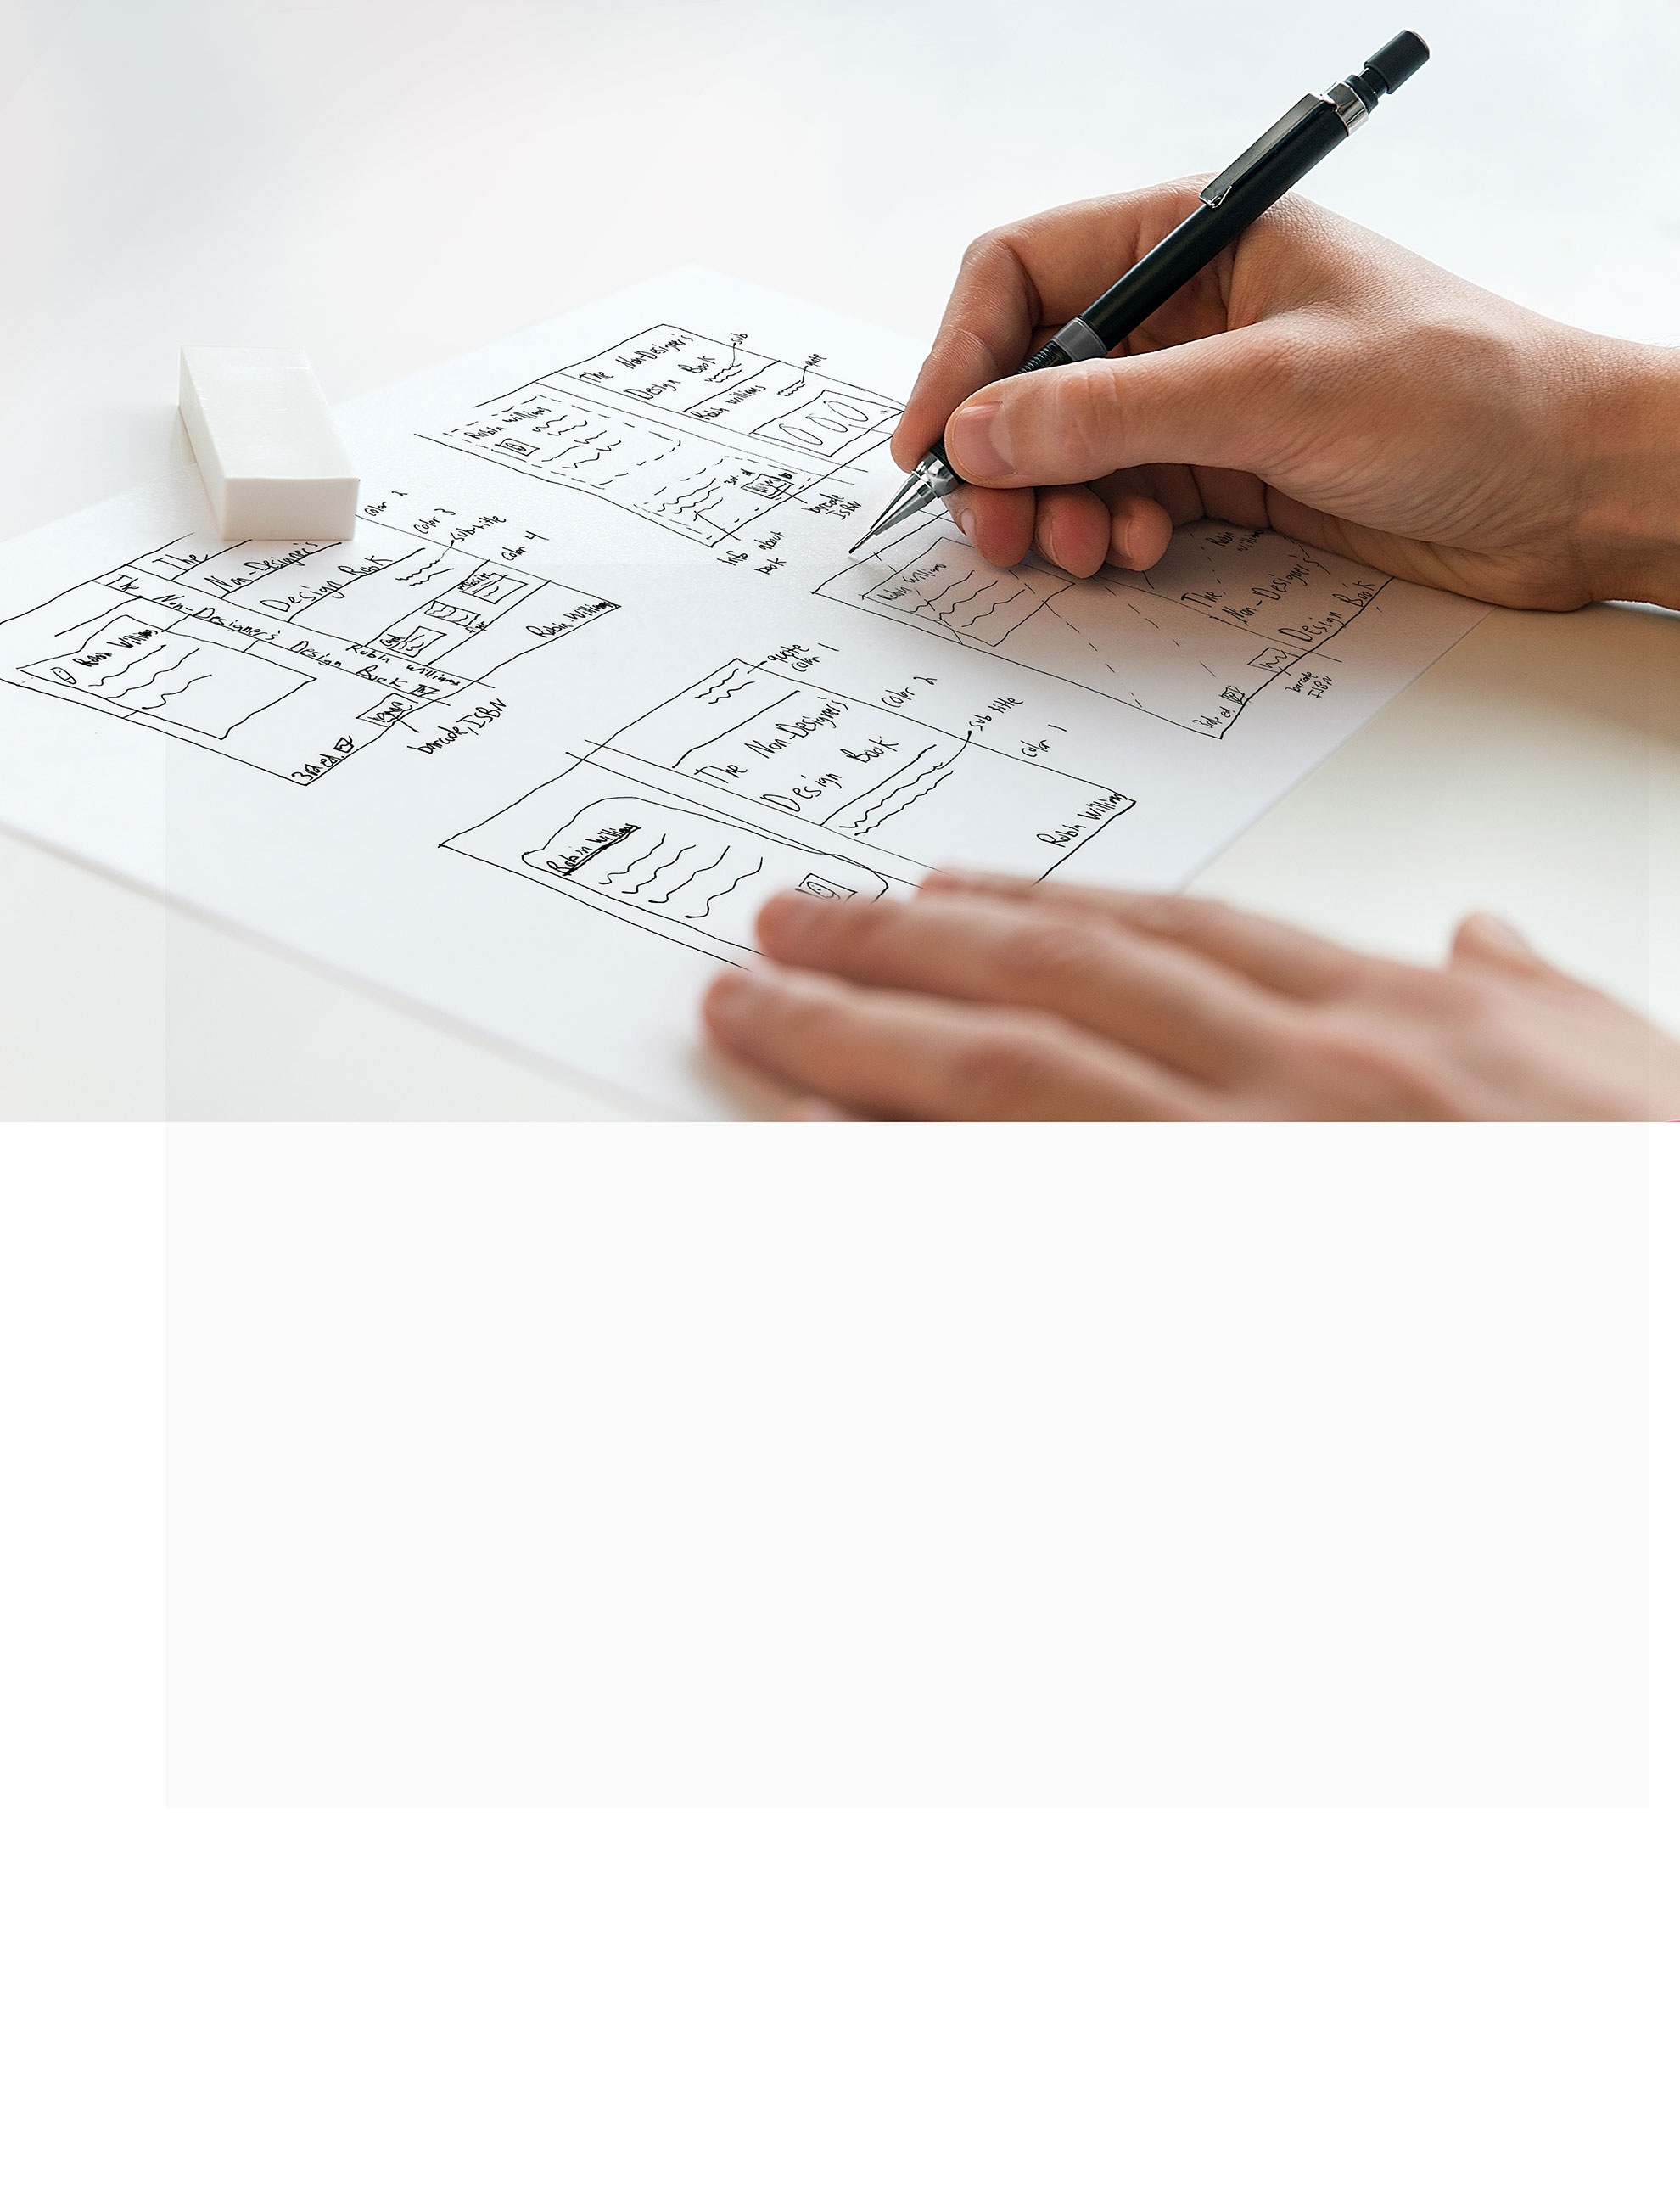 The Non-Designer's
Design Book
sub
quote
Robin Williams
Robin Williams
3rd ed
barcode
ISBN
info about
book
color 2
color 3
subtitle
color 4
The
Non-Designer's
Design Book
Robin Williams
The Non-Designer's Design Book
Robin Williams
Robin Williams
barcode, ISBN
3rd ed.
Robin Williams
Robin Williams
The
Non-Designer's
Design Book
barcode
ISBN
3rd. ed
quote
color 1
color 2
sub title
color 1
The Non-Designer's
Design Book
Robin Williams
Robin Williams